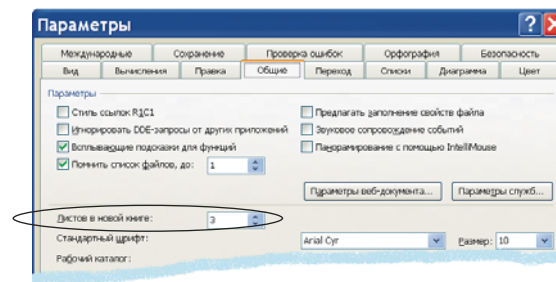 Параметры
Международные Сохранение Проверка ошибок Орфография Безопасность
Вид Вычисления Правка Общие Переход Списки Диаграмма Цвет
Параметры
Стиль ссылок R1C1 Предлагать заполнение свойств файла
Игнорировать DDE-запросы от других приложений Звуковое сопровождение событий
Всплывающие подсказки для функций Панорамирование с помощью IntelliMouse
Помнить список файлов, до: 1
Параметры веб-документа... Параметры служб...
Листов в новой книге: 3
Стандартный шрифт: Arial Cyr Размер: 10
Рабочий каталог: